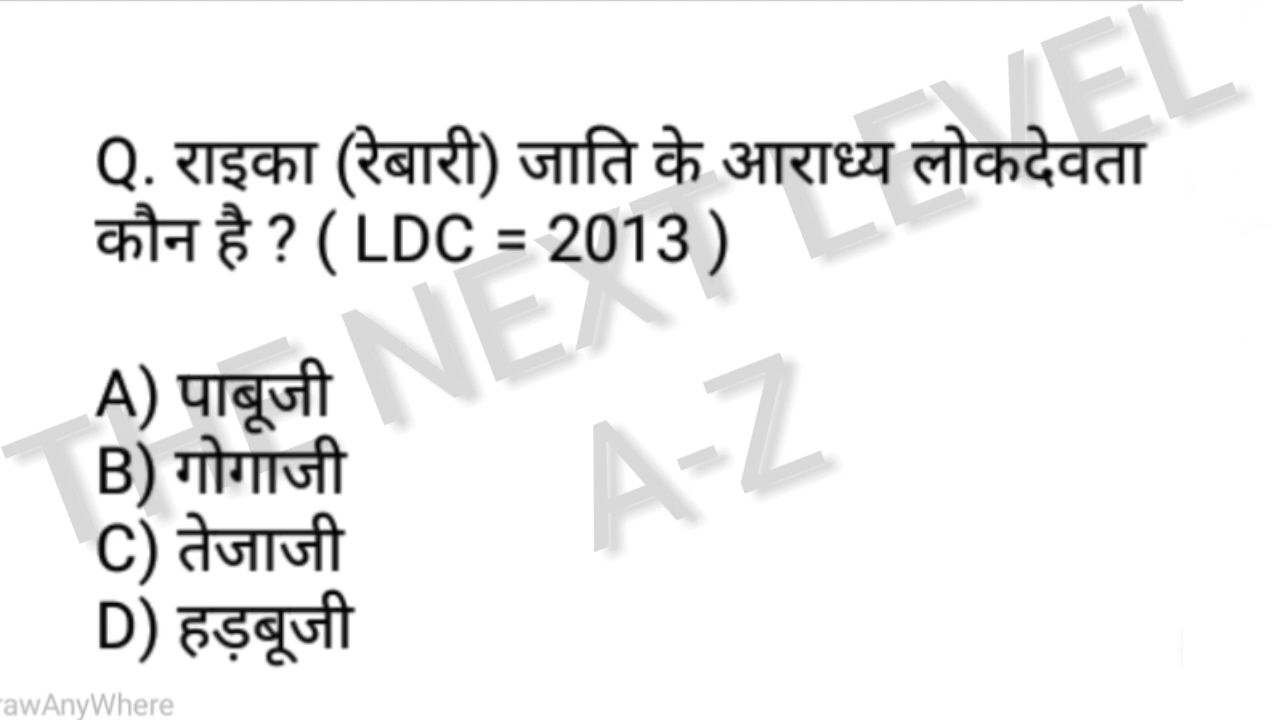 Q. राइका (रेबारी) जाति के आराध्य लोकदेवता
कौन है ? ( LDC = 2013 )
A) पाबूजी
B) गोगाजी
C) तेजाजी
D) हड़बूजी
THE NEXT LEVEL
A-Z
rawAnyWhere